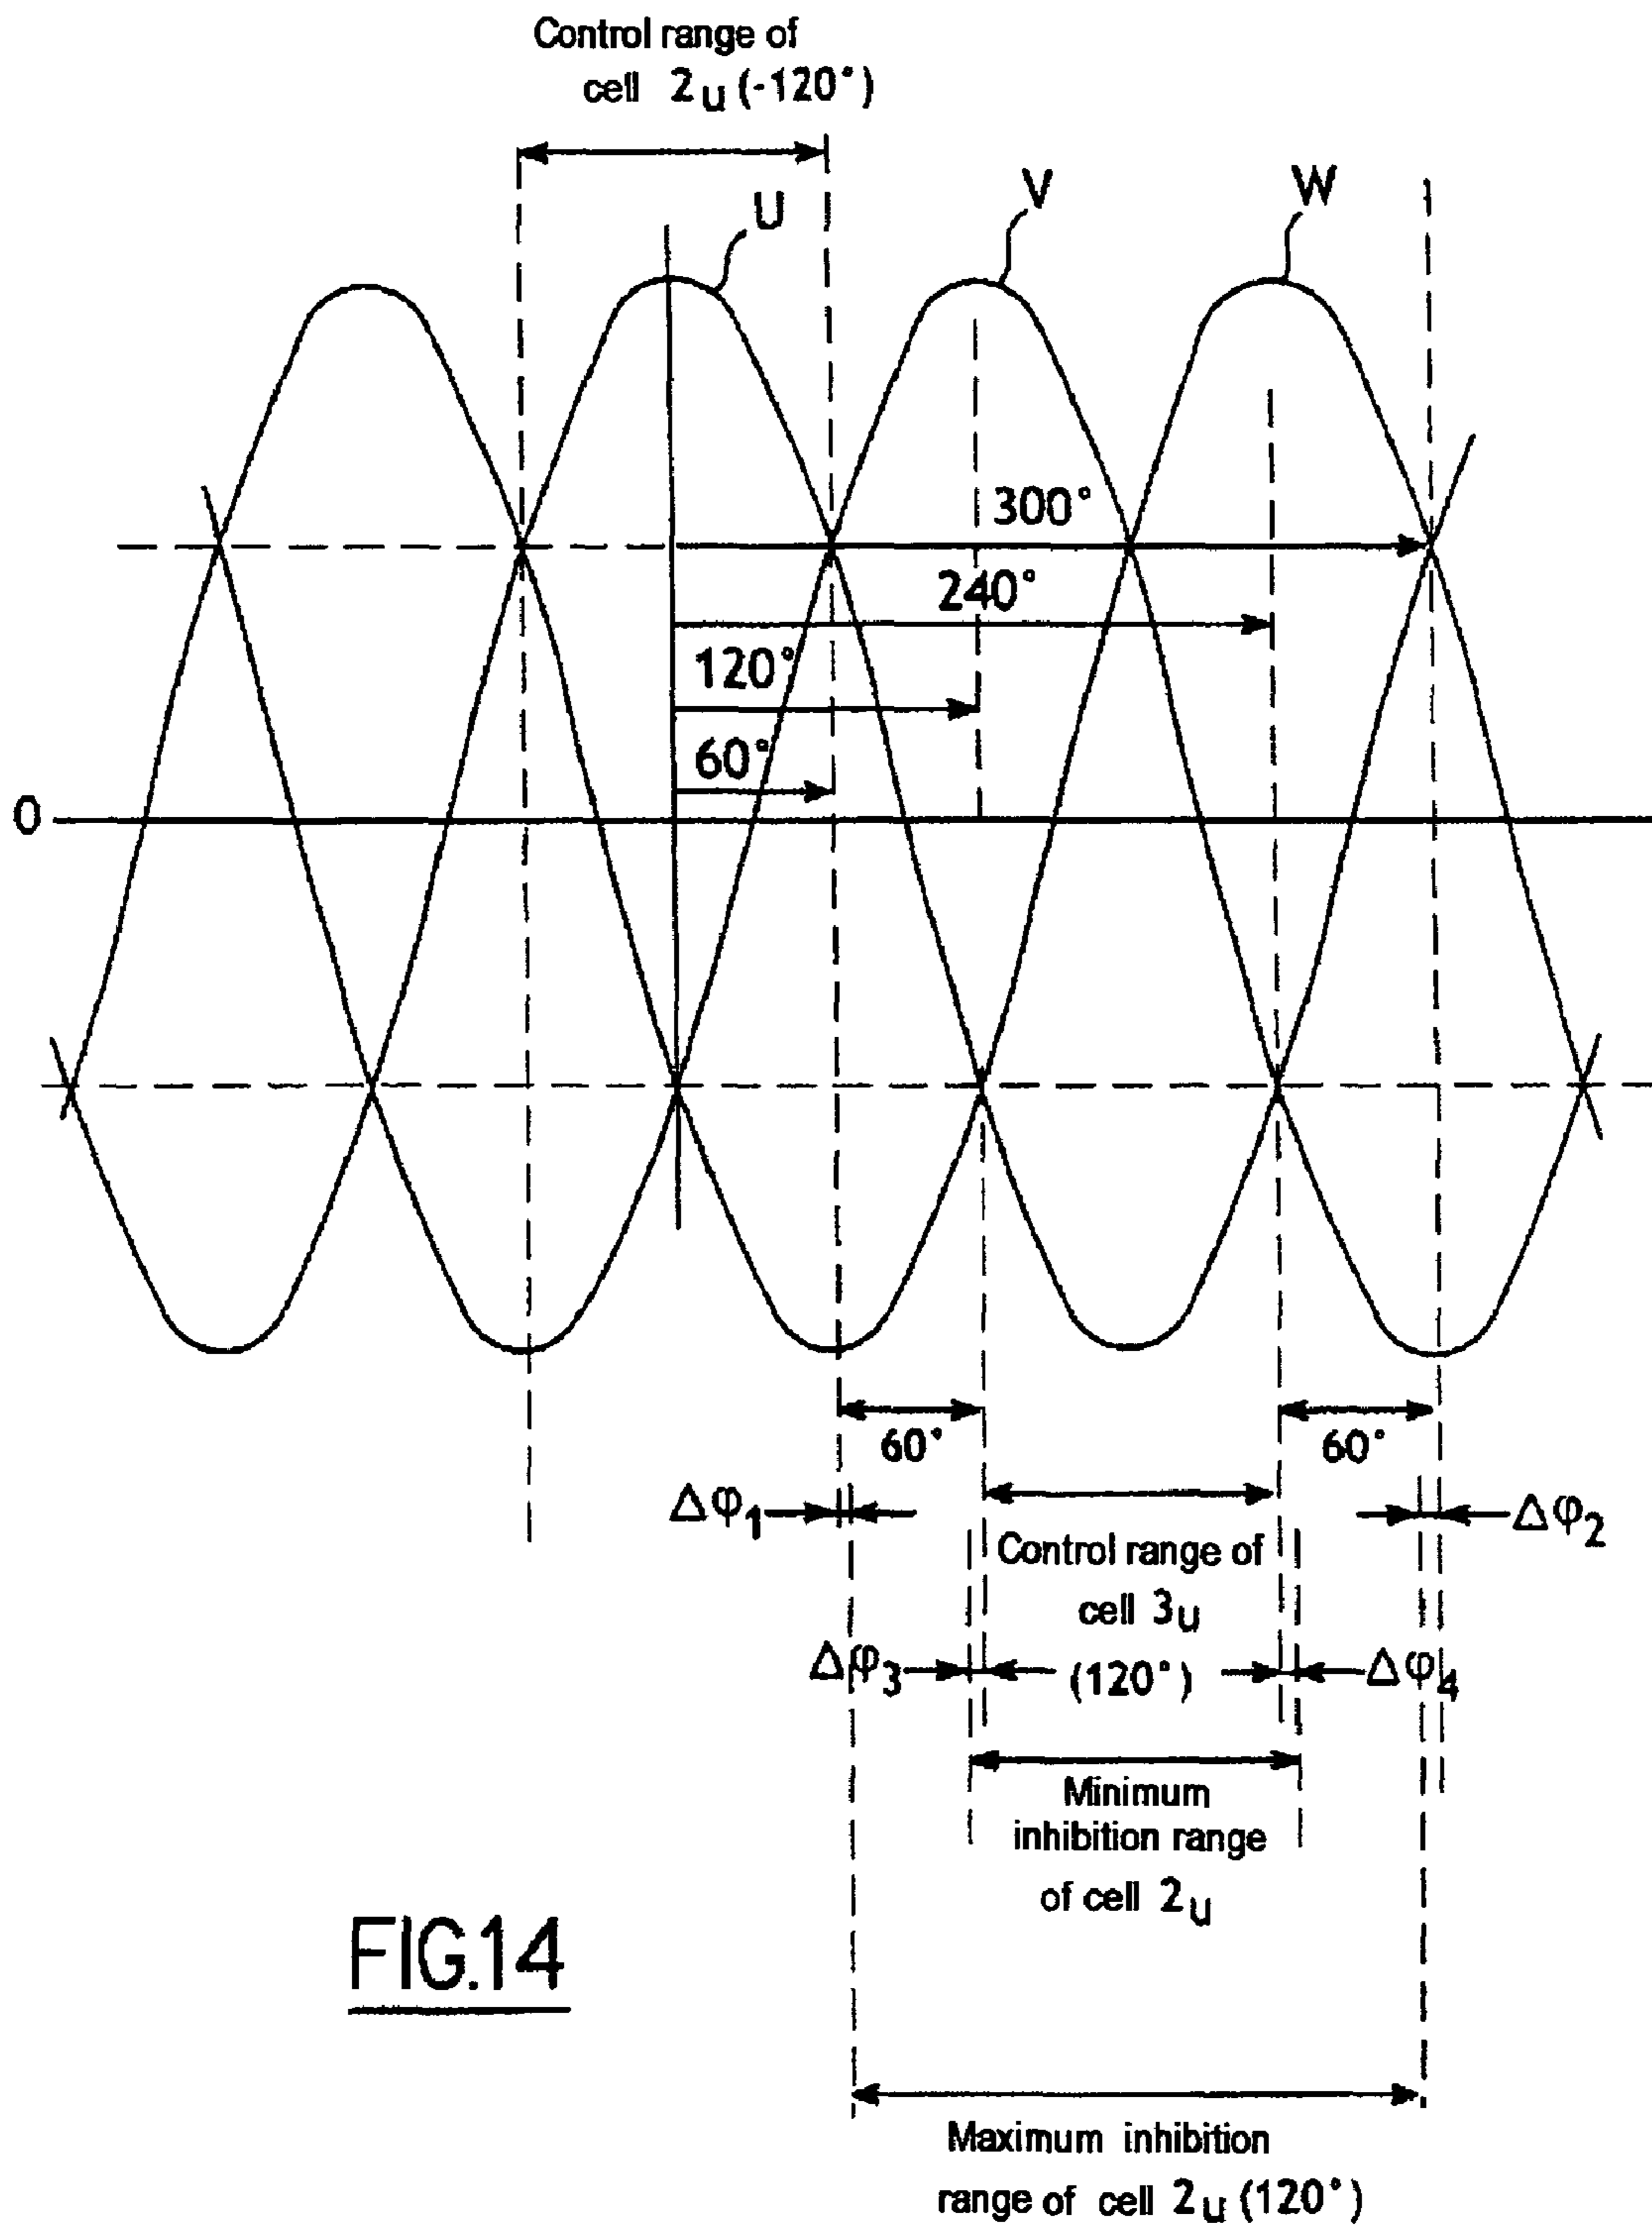 Control range of
cell 2u (-120°)
U
V
W
300°
240°
120°
60°
0
60°
60°
Δφ1
Δφ2
Control range of
cell 3u
(120°)
Δφ3
Δφ4
Minimum
inhibition range
of cell 2u
FIG.14
Maximum inhibition
range of cell 2u (120°)